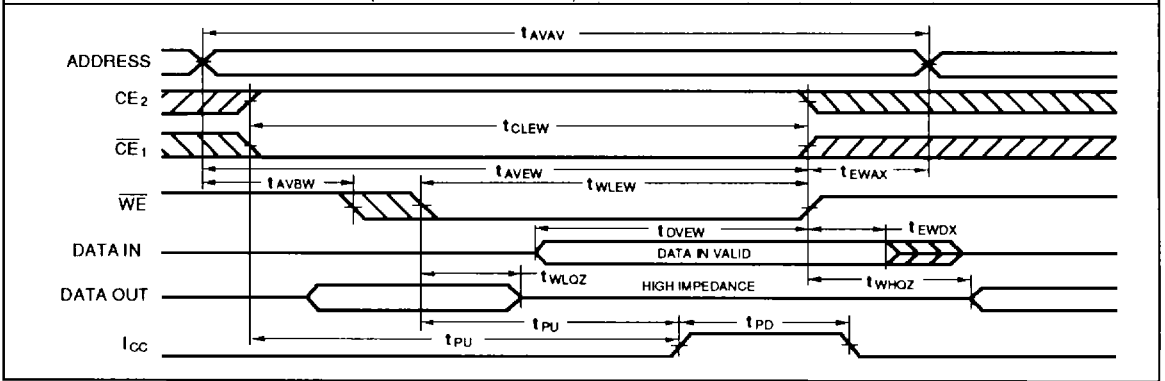 tAVAV
ADDRESS
CE2
tCLEW
CE1
tAVEW
tEWAX
tAVBW
tWLEW
WE
tDVEW
tEWDX
DATA IN
DATA IN VALID
tWLQZ
tWHQZ
DATA OUT
HIGH IMPEDANCE
tPU
tPD
tPU
ICC